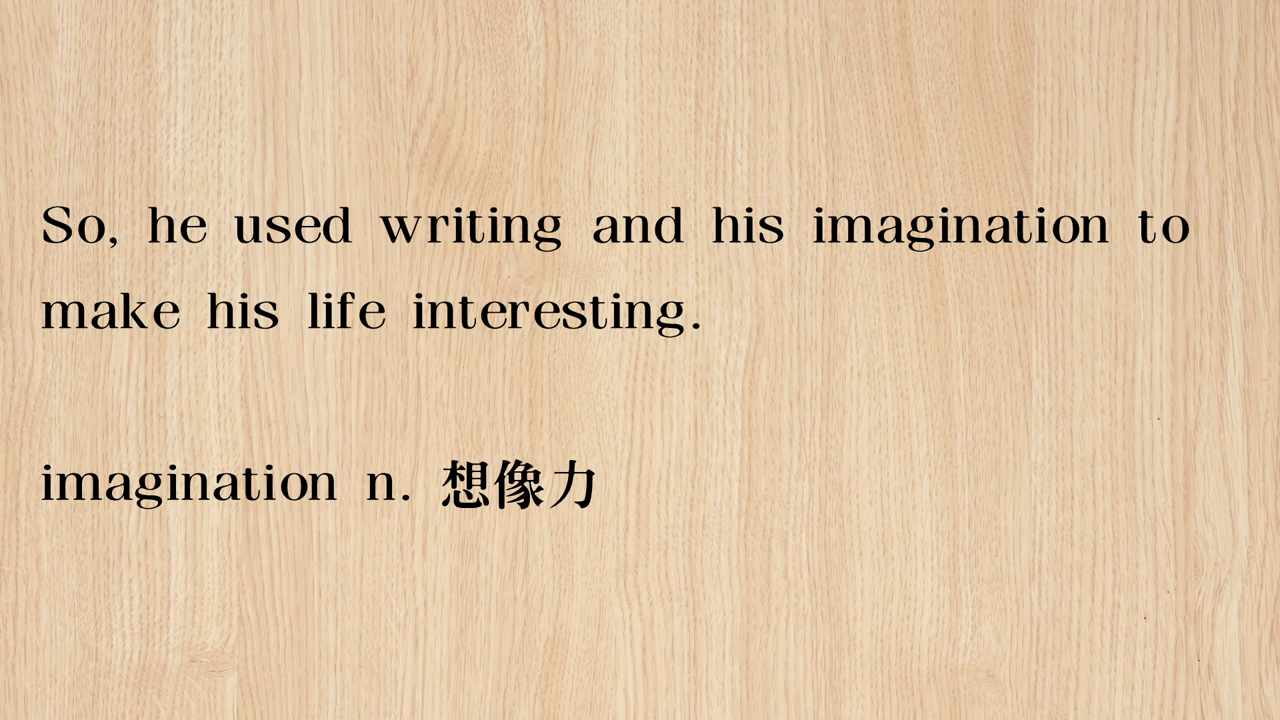 So, he used writing and his imagination to
make his life interesting.
imagination n. 想像力